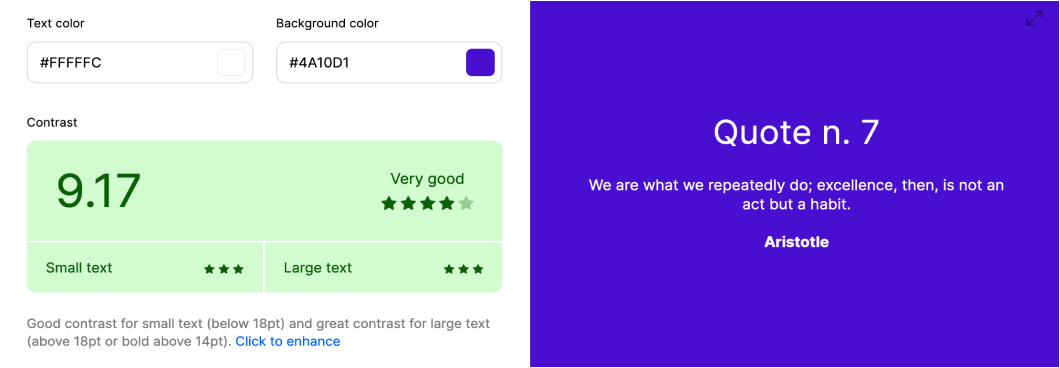 Text color
Background color
#FFFFFC
#4A10D1
Contrast
9.17
Very good
Small text
Large text
Good contrast for small text (below 18pt) and great contrast for large text
(above 18pt or bold above 14pt). Click to enhance
Quote n. 7
We are what we repeatedly do; excellence, then, is not an
act but a habit.
Aristotle